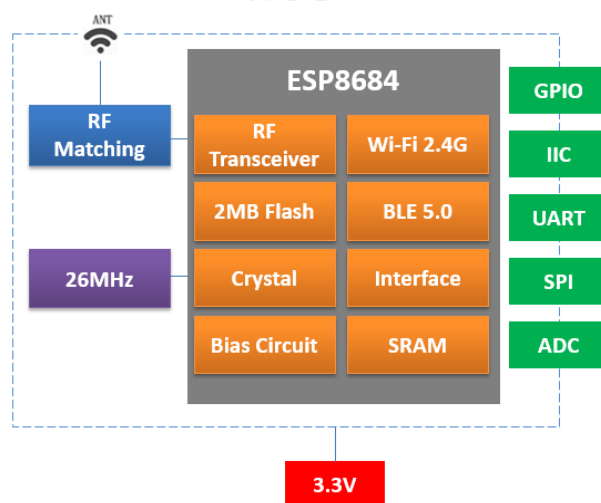 ANT
ESP8684
GPIO
RF
Matching
RF
Transceiver
Wi-Fi 2.4G
IIC
2MB Flash
BLE 5.0
UART
26MHz
Crystal
Interface
SPI
Bias Circuit
SRAM
ADC
3.3V